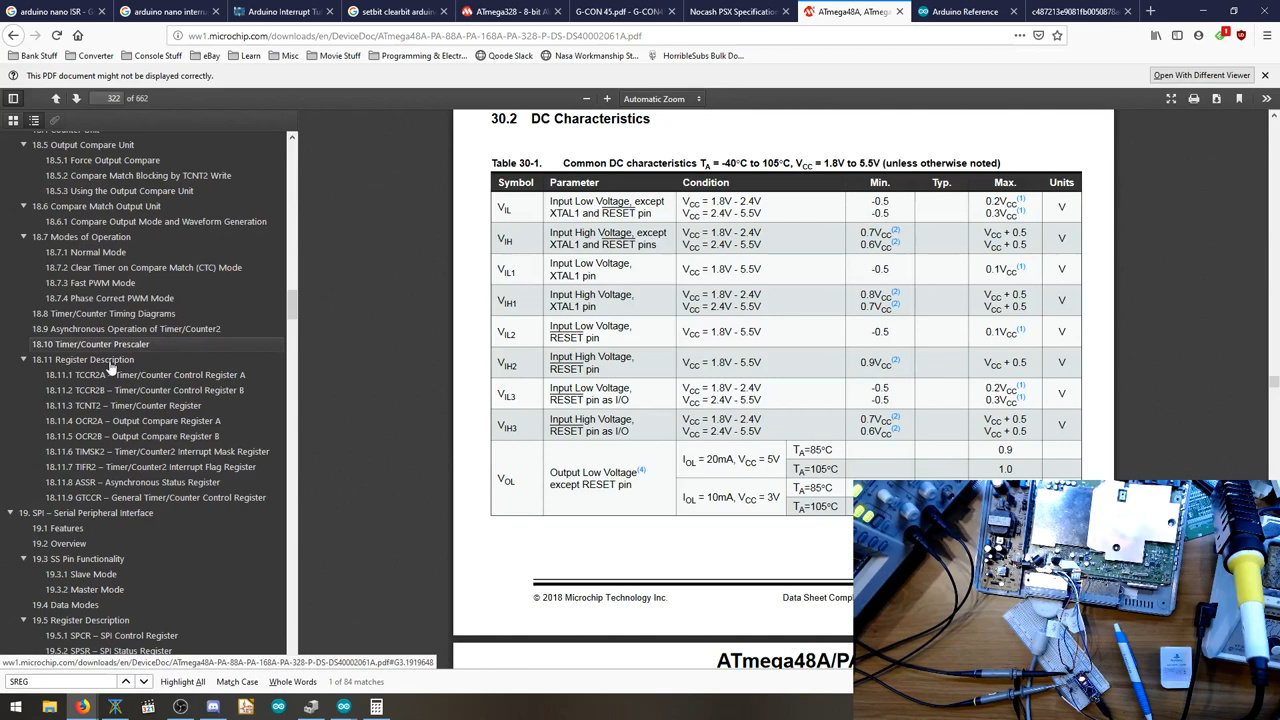 arduino nano ISR - G
arduino nano interru
Arduino Interrupt Tut
setbit clearbit arduin
ATmega328 - 8-bit AV
G-CON 45.pdf - G-CON4
Nocash PSX Specification
ATmega48A, ATmega
Arduino Reference
c487213e9081fb0050878a
ww1.microchip.com/downloads/en/DeviceDoc/ATmega48A-PA-88A-PA-168A-PA-328-P-DS-DS40002061A.pdf
Bank Stuff Converter Console Stuff eBay Learn Misc Movie Stuff Programming & Electr... Qoode Slack Nasa Workmanship St... HorribleSubs Bulk Do...
This PDF document might not be displayed correctly. Open With Different Viewer
322 of 662 Automatic Zoom
18.5 Output Compare Unit
18.5.1 Force Output Compare
18.5.2 Compare Match Blocking by TCNT2 Write
18.5.3 Using the Output Compare Unit
18.6 Compare Match Output Unit
18.6.1 Compare Output Mode and Waveform Generation
18.7 Modes of Operation
18.7.1 Normal Mode
18.7.2 Clear Timer on Compare Match (CTC) Mode
18.7.3 Fast PWM Mode
18.7.4 Phase Correct PWM Mode
18.8 Timer/Counter Timing Diagrams
18.9 Asynchronous Operation of Timer/Counter2
18.10 Timer/Counter Prescaler
18.11 Register Description
18.11.1 TCCR2A – Timer/Counter Control Register A
18.11.2 TCCR2B – Timer/Counter Control Register B
18.11.3 TCNT2 – Timer/Counter Register
18.11.4 OCR2A – Output Compare Register A
18.11.5 OCR2B – Output Compare Register B
18.11.6 TIMSK2 – Timer/Counter2 Interrupt Mask Register
18.11.7 TIFR2 – Timer/Counter2 Interrupt Flag Register
18.11.8 ASSR – Asynchronous Status Register
18.11.9 GTCCR – General Timer/Counter Control Register
19. SPI – Serial Peripheral Interface
19.1 Features
19.2 Overview
19.3 SS Pin Functionality
19.3.1 Slave Mode
19.3.2 Master Mode
19.4 Data Modes
19.5 Register Description
19.5.1 SPCR – SPI Control Register
19.5.2 SPSR – SPI Status Register
30.2 DC Characteristics
Table 30-1. Common DC characteristics TA = -40°C to 105°C, VCC = 1.8V to 5.5V (unless otherwise noted)
Symbol Parameter Condition Min. Typ. Max. Units
VIL Input Low Voltage, except XTAL1 and RESET pin VCC = 1.8V - 2.4V -0.5 0.2VCC(1) V
VCC = 2.4V - 5.5V -0.5 0.3VCC(1)
VIH Input High Voltage, except XTAL1 and RESET pins VCC = 1.8V - 2.4V 0.7VCC(2) VCC + 0.5 V
VCC = 2.4V - 5.5V 0.6VCC(2) VCC + 0.5
VIL1 Input Low Voltage, XTAL1 pin VCC = 1.8V - 5.5V -0.5 0.1VCC(1) V
VIH1 Input High Voltage, XTAL1 pin VCC = 1.8V - 2.4V 0.8VCC(2) VCC + 0.5 V
VCC = 2.4V - 5.5V 0.7VCC(2) VCC + 0.5
VIL2 Input Low Voltage, RESET pin VCC = 1.8V - 5.5V -0.5 0.1VCC(1) V
VIH2 Input High Voltage, RESET pin VCC = 1.8V - 5.5V 0.9VCC(2) VCC + 0.5 V
VIL3 Input Low Voltage, RESET pin as I/O VCC = 1.8V - 2.4V -0.5 0.2VCC(1) V
VCC = 2.4V - 5.5V -0.5 0.3VCC(1)
VIH3 Input High Voltage, RESET pin as I/O VCC = 1.8V - 2.4V 0.7VCC(2) VCC + 0.5 V
VCC = 2.4V - 5.5V 0.6VCC(2) VCC + 0.5
VOL Output Low Voltage(4) except RESET pin IOL = 20mA, VCC = 5V TA=85°C 0.9
TA=105°C 1.0
IOL = 10mA, VCC = 3V TA=85°C
TA=105°C
© 2018 Microchip Technology Inc. Data Sheet Comple
ATmega48A/PA
ww1.microchip.com/downloads/en/DeviceDoc/ATmega48A-PA-88A-PA-168A-PA-328-P-DS-DS40002061A.pdf#G3.1919648
SREG Highlight All Match Case Whole Words 1 of 84 matches